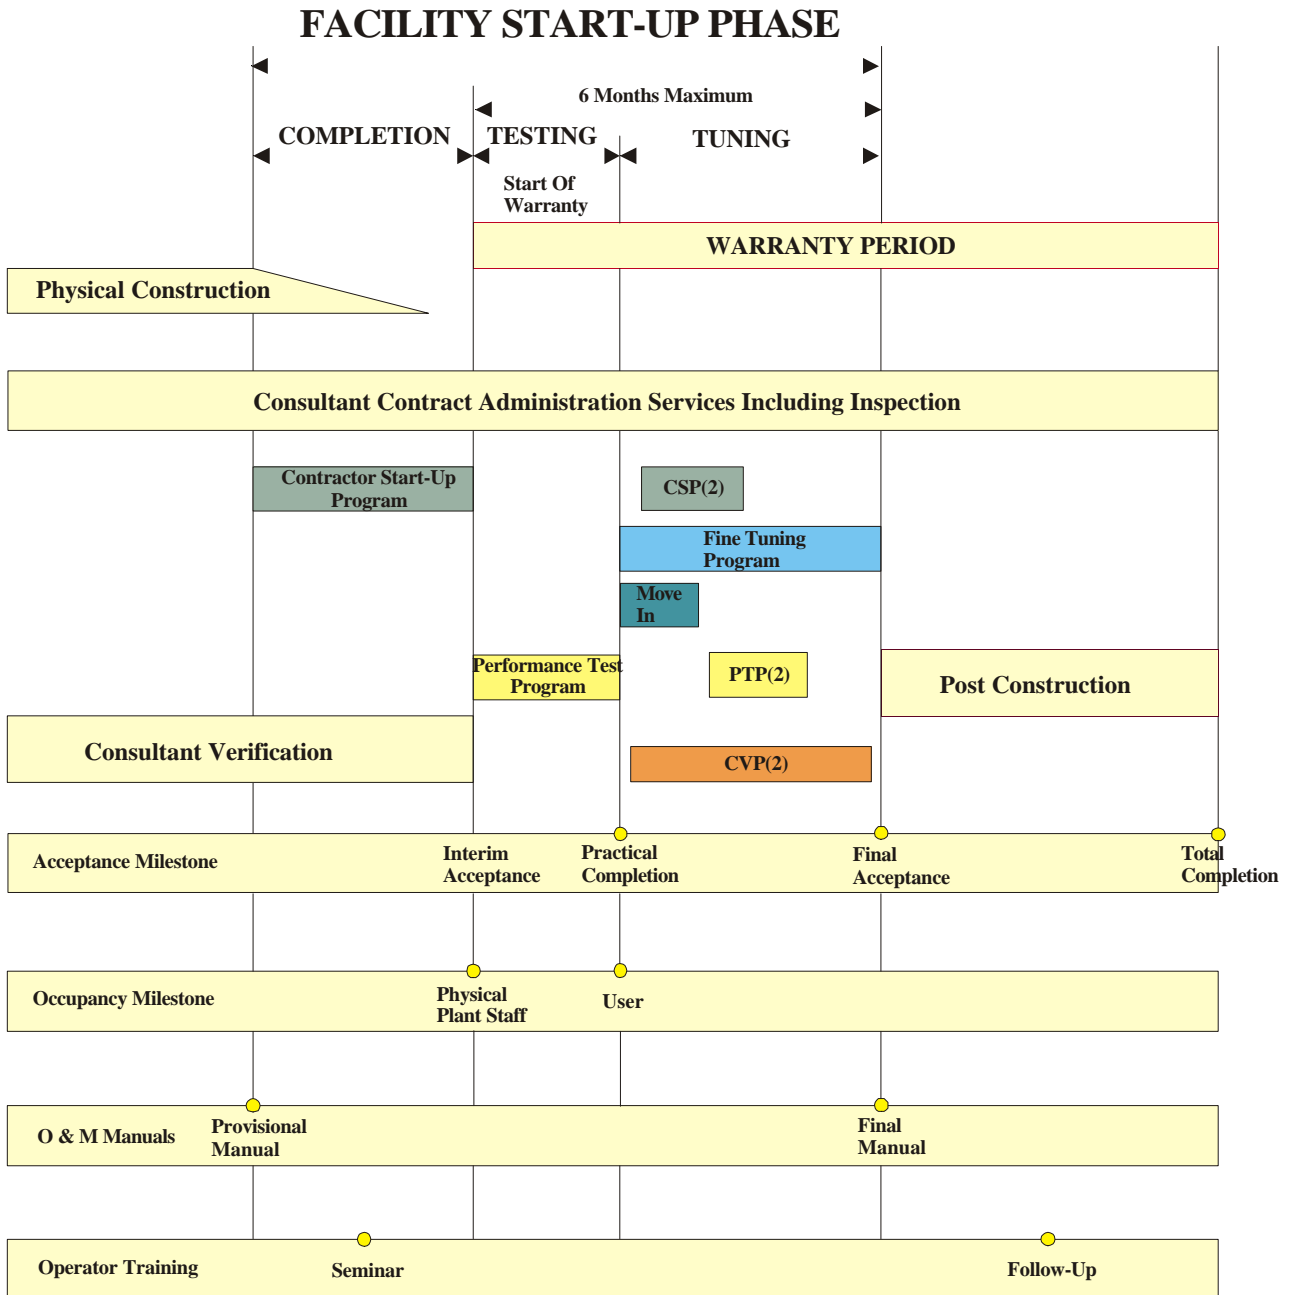 FACILITY START-UP PHASE
6 Months Maximum
COMPLETION
TESTING
TUNING
Start Of
Warranty
WARRANTY PERIOD
Physical Construction
Consultant Contract Administration Services Including Inspection
Contractor Start-Up
Program
CSP(2)
Fine Tuning
Program
Move
In
Performance Test
Program
PTP(2)
Post Construction
Consultant Verification
CVP(2)
Acceptance Milestone
Interim
Acceptance
Practical
Completion
Final
Acceptance
Total
Completion
Occupancy Milestone
Physical
Plant Staff
User
O & M Manuals
Provisional
Manual
Final
Manual
Operator Training
Seminar
Follow-Up